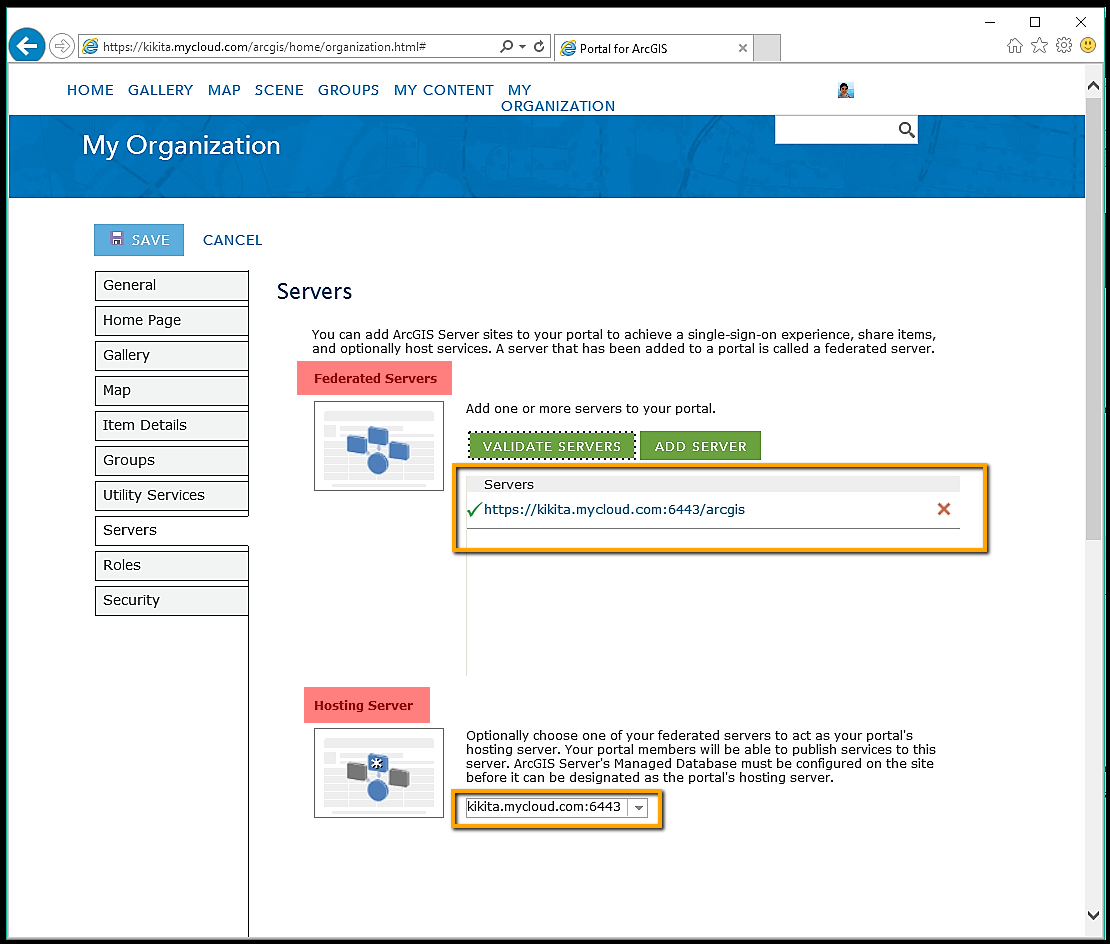 https://kikita.mycloud.com/arcgis/home/organization.html#
Portal for ArcGIS
HOME GALLERY MAP SCENE GROUPS MY CONTENT MY ORGANIZATION
My Organization
SAVE CANCEL
General
Home Page
Gallery
Map
Item Details
Groups
Utility Services
Servers
Roles
Security
Servers
You can add ArcGIS Server sites to your portal to achieve a single-sign-on experience, share items,
and optionally host services. A server that has been added to a portal is called a federated server.
Federated Servers
Add one or more servers to your portal.
VALIDATE SERVERS ADD SERVER
Servers
https://kikita.mycloud.com:6443/arcgis
Hosting Server
Optionally choose one of your federated servers to act as your portal's
hosting server. Your portal members will be able to publish services to this
server. ArcGIS Server's Managed Database must be configured on the site
before it can be designated as the portal's hosting server.
kikita.mycloud.com:6443